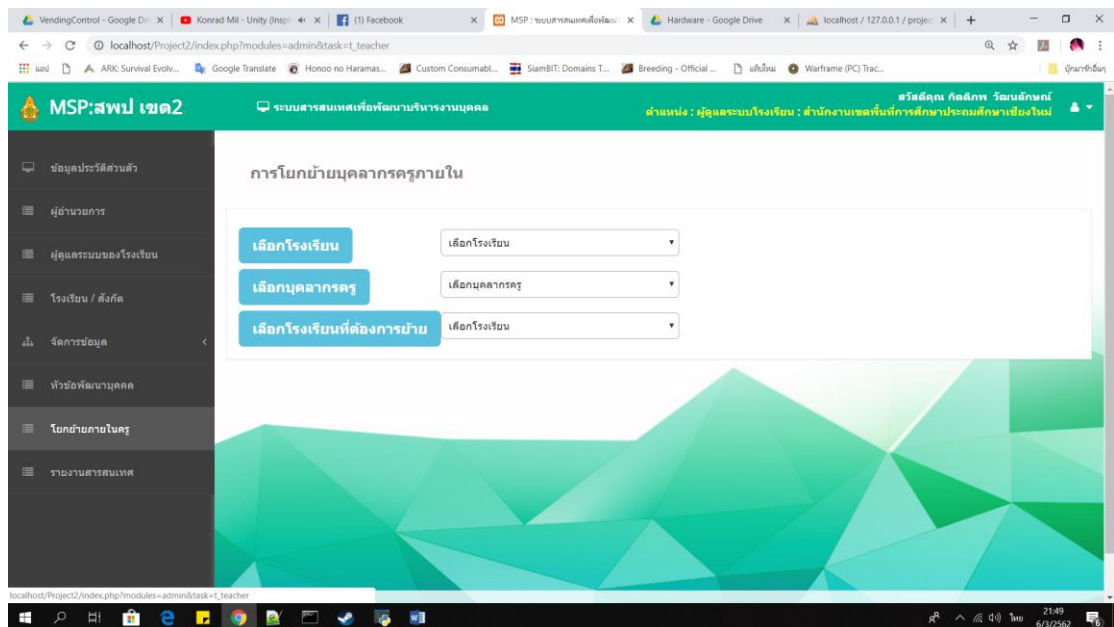 VendingControl - Google Dri
Konrad Mil - Unity (Inspi
(1) Facebook
MSP : ระบบสารสนเทศเพื่อพัฒนา
Hardware - Google Drive
localhost / 127.0.0.1 / projec
localhost/Project2/index.php?modules=admin&task=t_teacher
แอป
ARK: Survival Evolv...
Google Translate
Honoo no Haramas...
Custom Consumabl...
SiamBIT: Domains T...
Breeding - Official ...
แท็บใหม่
Warframe (PC) Trac...
บุ๊กมาร์กอื่นๆ
MSP:สพป เขต2
ระบบสารสนเทศเพื่อพัฒนาบริหารงานบุคคล
สวัสดีคุณ กิตติภพ วัฒนลักษณ์
ตำแหน่ง : ผู้ดูแลระบบโรงเรียน : สำนักงานเขตพื้นที่การศึกษาประถมศึกษาเชียงใหม่
ข้อมูลประวัติส่วนตัว
ผู้อำนวยการ
ผู้ดูแลระบบของโรงเรียน
โรงเรียน / สังกัด
จัดการข้อมูล
หัวข้อพัฒนาบุคคล
โยกย้ายภายในครู
รายงานสารสนเทศ
การโยกย้ายบุคลากรครูภายใน
เลือกโรงเรียน
เลือกโรงเรียน
เลือกบุคลากรครู
เลือกบุคลากรครู
เลือกโรงเรียนที่ต้องการย้าย
เลือกโรงเรียน
localhost/Project2/index.php?modules=admin&task=t_teacher
ไทย
21:49
6/3/2562
6